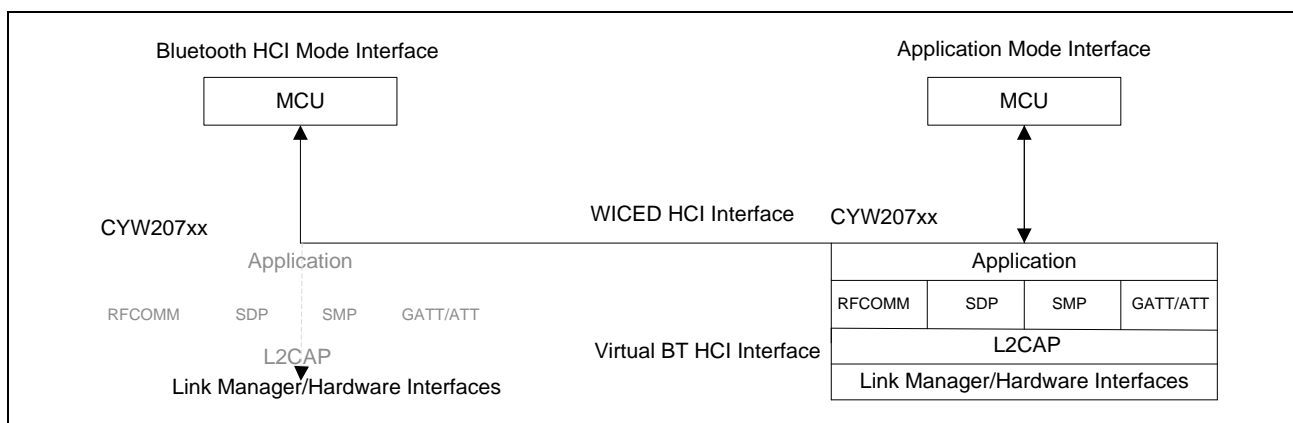 Bluetooth HCI Mode Interface
Application Mode Interface
MCU
MCU
CYW207xx
WICED HCI Interface
CYW207xx
Application
Application
RFCOMM SDP SMP GATT/ATT
RFCOMM SDP SMP GATT/ATT
L2CAP
Virtual BT HCI Interface
L2CAP
Link Manager/Hardware Interfaces
Link Manager/Hardware Interfaces